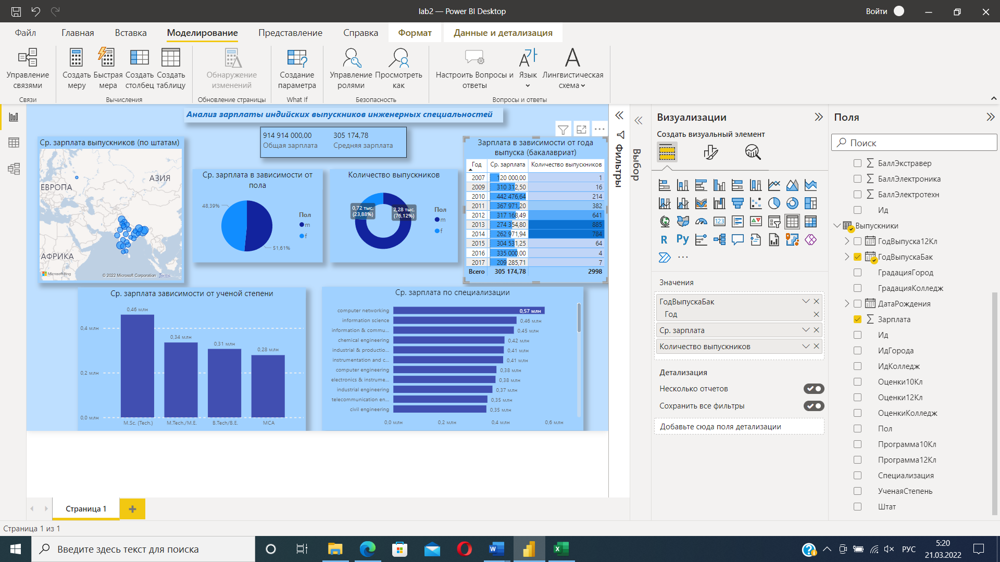 lab2 — Power BI Desktop
Войти
Файл
Главная
Вставка
Моделирование
Представление
Справка
Формат
Данные и детализация
Управление связями
Создать меру
Быстрая мера
Создать столбец
Создать таблицу
Обнаружение изменений
Создание параметра
Управление ролями
Просмотреть как
Настроить Вопросы и ответы
Язык
Лингвистическая схема
Связи
Вычисления
Обновление страницы
What If
Безопасность
Вопросы и ответы
Анализ зарплаты индийских выпускников инженерных специальностей
914 914 000,00
Общая зарплата
305 174,78
Средняя зарплата
Ср. зарплата выпускников (по штатам)
ЕВРОПА
АЗИЯ
АФРИКА
Microsoft Bing
© 2022 Microsoft Corporation Terms
Ср. зарплата в зависимости от пола
48,39%
51,61%
Пол
m
f
Количество выпускников
0,72 тыс. (23,88%)
2,28 тыс. (76,12%)
Пол
m
f
Зарплата в зависимости от года выпуска (бакалавриат)
Год Ср. зарплата Количество выпускников
2007 120 000,00 1
2009 310 312,50 16
2010 442 476,64 214
2011 367 971,20 382
2012 317 168,49 641
2013 274 354,80 885
2014 262 971,94 784
2015 304 531,25 64
2016 335 000,00 4
2017 209 285,71 7
Всего 305 174,78 2998
Ср. зарплата зависимости от ученой степени
0,4 млн
0,2 млн
0,0 млн
0,46 млн
0,34 млн
0,31 млн
0,28 млн
M.Sc. (Tech.)
M.Tech./M.E.
B.Tech/B.E.
MCA
Ср. зарплата по специализации
computer networking 0,57 млн
information science 0,46 млн
information & commu... 0,45 млн
chemical engineering 0,42 млн
industrial & productio... 0,41 млн
instrumentation and c... 0,41 млн
computer engineering 0,38 млн
electronics & instrume... 0,38 млн
industrial engineering 0,37 млн
telecommunication en... 0,35 млн
civil engineering 0,35 млн
0,0 млн 0,2 млн 0,4 млн 0,6 млн
Фильтры
Выбор
Визуализации
Создать визуальный элемент
123
R
Py
Значения
ГодВыпускаБак
Год
Ср. зарплата
Количество выпускников
Детализация
Несколько отчетов
Сохранить все фильтры
Добавьте сюда поля детализации
Поля
Поиск
БаллЭкстравер
БаллЭлектроника
БаллЭлектротехн
Ид
Выпускники
ГодВыпуска12Кл
ГодВыпускаБак
ГрадацияГород
ГрадацияКолледж
ДатаРождения
Зарплата
Ид
ИдГорода
ИдКолледж
Оценки10Кл
Оценки12Кл
ОценкиКолледж
Пол
Программа10Кл
Программа12Кл
Специализация
УченаяСтепень
Штат
Страница 1
+
Страница 1 из 1
Введите здесь текст для поиска
РУС
5:20
21.03.2022